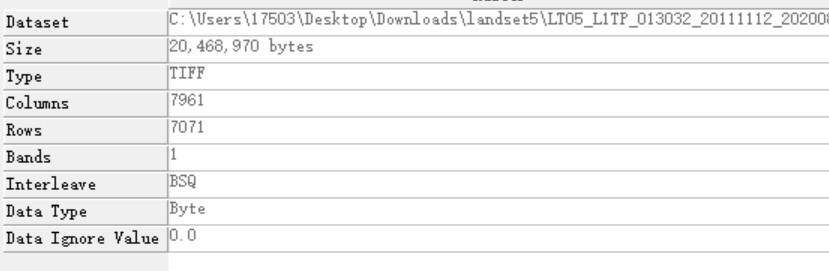 Dataset C:\Users\17503\Desktop\Downloads\landset5\LT05_L1TP_013032_20111112_20200
Size 20,468,970 bytes
Type TIFF
Columns 7961
Rows 7071
Bands 1
Interleave BSQ
Data Type Byte
Data Ignore Value 0.0